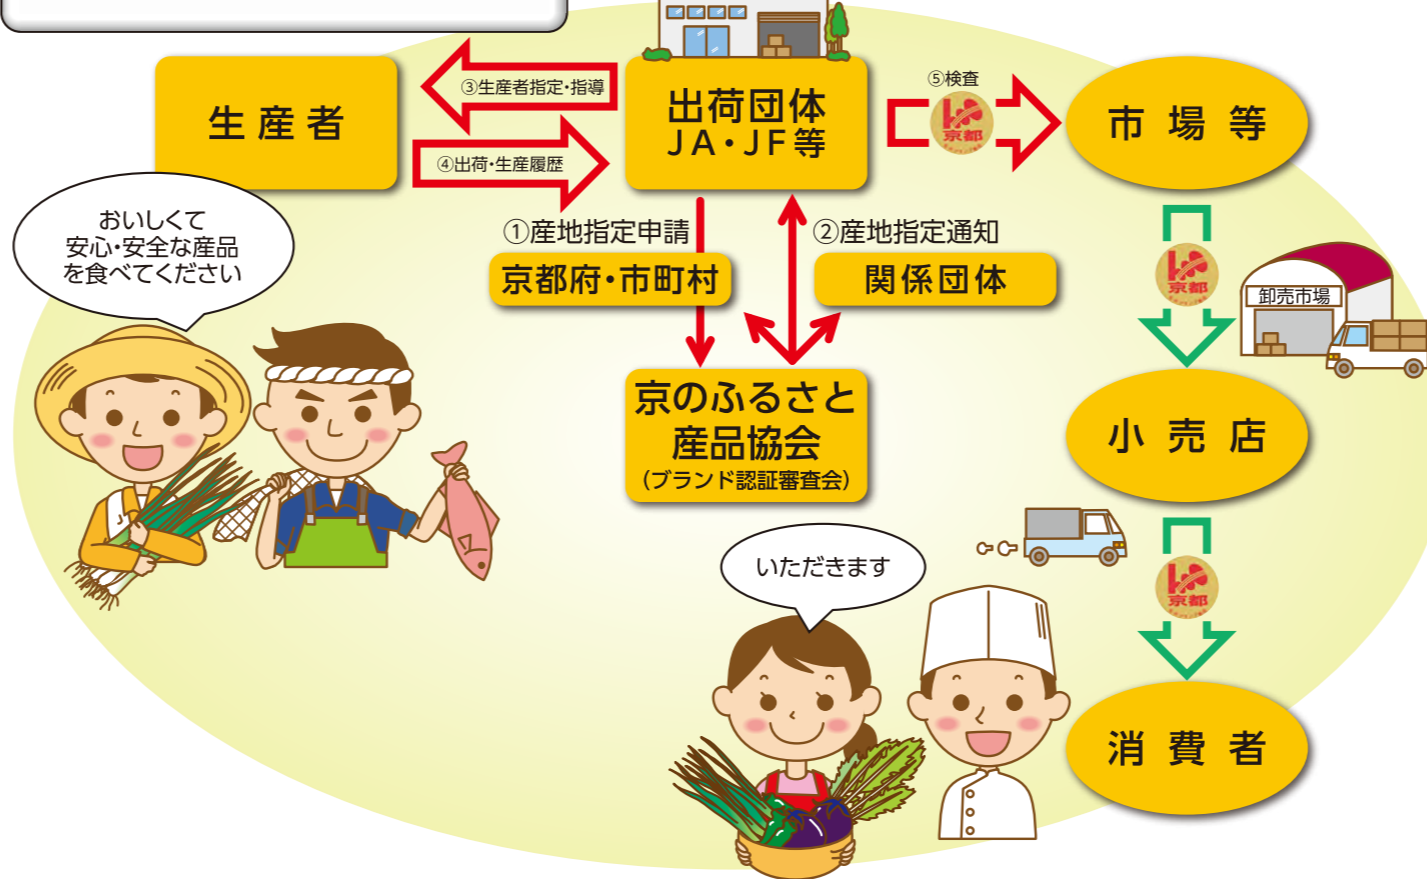 生産者
③生産者指定・指導
④出荷・生産履歴
出荷団体
JA・JF等
⑤検査
京都
市場等
おいしくて
安心・安全な産品
を食べてください
①産地指定申請
京都府・市町村
②産地指定通知
関係団体
京都
卸売市場
京のふるさと
産品協会
(ブランド認証審査会)
小売店
いただきます
京都
消費者